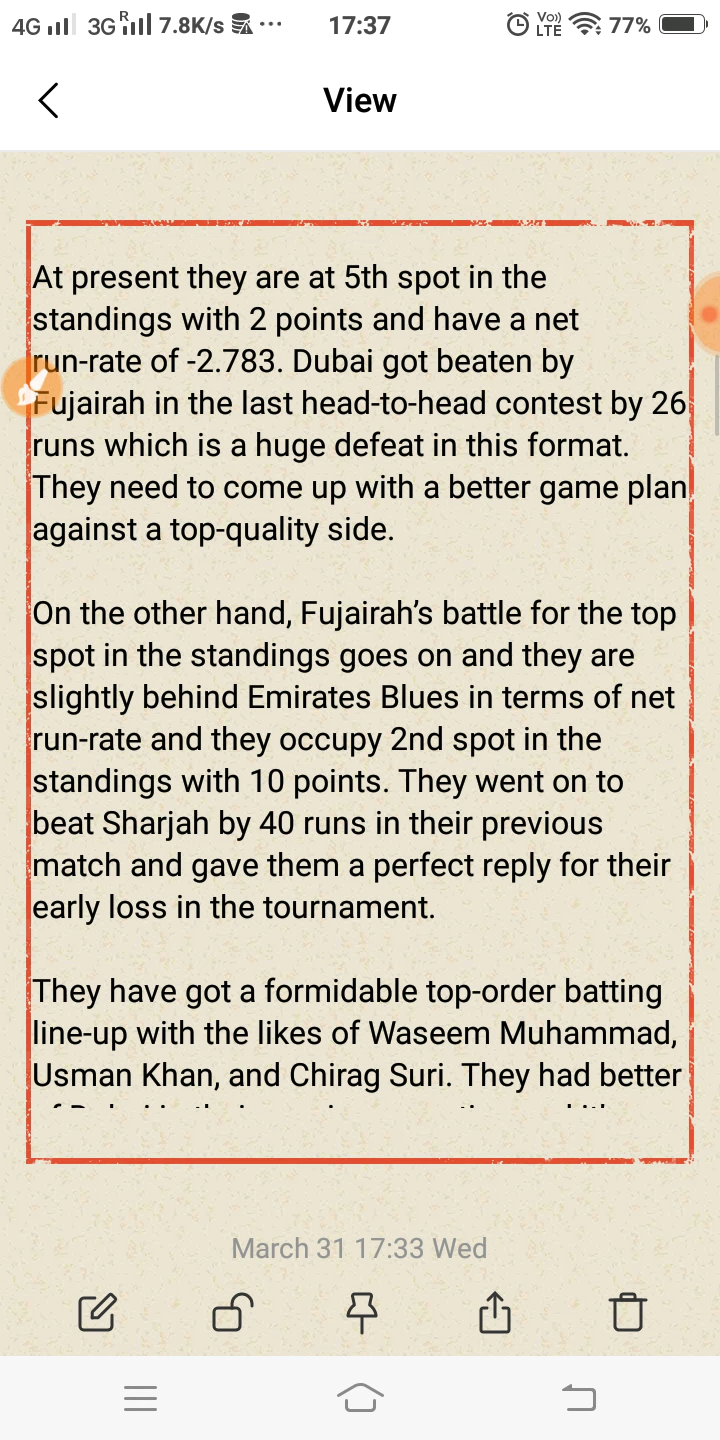 4G 3G R 7.8K/s ... 17:37 Vo)) LTE 77%
View
At present they are at 5th spot in the
standings with 2 points and have a net
run-rate of -2.783. Dubai got beaten by
Fujairah in the last head-to-head contest by 26
runs which is a huge defeat in this format.
They need to come up with a better game plan
against a top-quality side.
On the other hand, Fujairah’s battle for the top
spot in the standings goes on and they are
slightly behind Emirates Blues in terms of net
run-rate and they occupy 2nd spot in the
standings with 10 points. They went on to
beat Sharjah by 40 runs in their previous
match and gave them a perfect reply for their
early loss in the tournament.
They have got a formidable top-order batting
line-up with the likes of Waseem Muhammad,
Usman Khan, and Chirag Suri. They had better
March 31 17:33 Wed